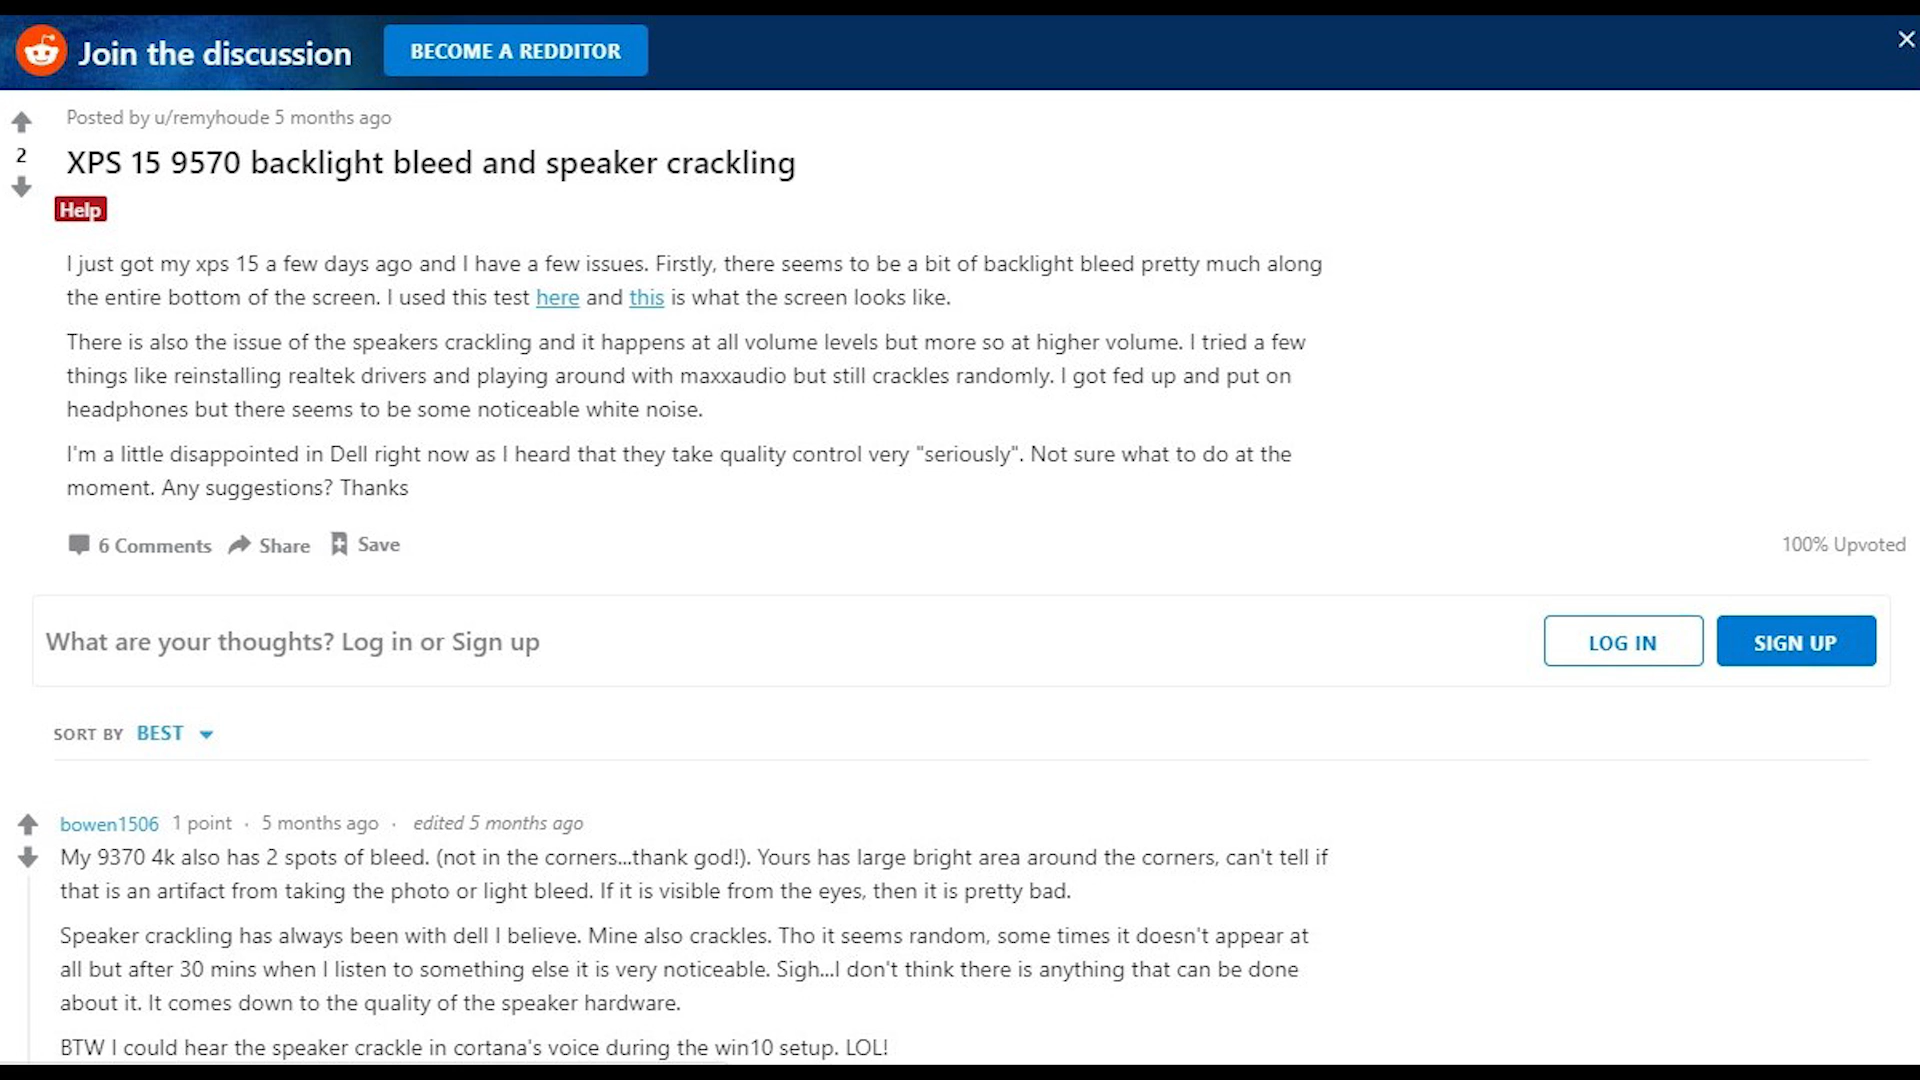 Join the discussion BECOME A REDDITOR
Posted by u/remyhoude 5 months ago
2
XPS 15 9570 backlight bleed and speaker crackling
Help
I just got my xps 15 a few days ago and I have a few issues. Firstly, there seems to be a bit of backlight bleed pretty much along
the entire bottom of the screen. I used this test here and this is what the screen looks like.
There is also the issue of the speakers crackling and it happens at all volume levels but more so at higher volume. I tried a few
things like reinstalling realtek drivers and playing around with maxxaudio but still crackles randomly. I got fed up and put on
headphones but there seems to be some noticeable white noise.
I'm a little disappointed in Dell right now as I heard that they take quality control very "seriously". Not sure what to do at the
moment. Any suggestions? Thanks
6 Comments Share Save 100% Upvoted
What are your thoughts? Log in or Sign up LOG IN SIGN UP
SORT BY BEST
bowen1506 1 point · 5 months ago · edited 5 months ago
My 9370 4k also has 2 spots of bleed. (not in the corners...thank god!). Yours has large bright area around the corners, can't tell if
that is an artifact from taking the photo or light bleed. If it is visible from the eyes, then it is pretty bad.
Speaker crackling has always been with dell I believe. Mine also crackles. Tho it seems random, some times it doesn't appear at
all but after 30 mins when I listen to something else it is very noticeable. Sigh...I don't think there is anything that can be done
about it. It comes down to the quality of the speaker hardware.
BTW I could hear the speaker crackle in cortana's voice during the win10 setup. LOL!